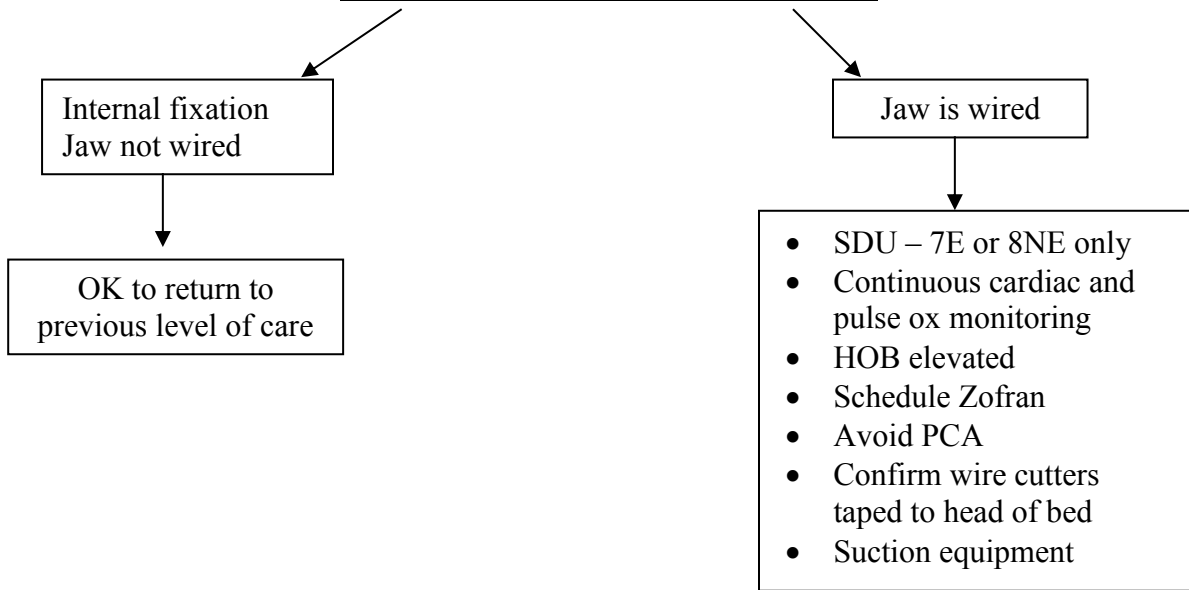 Internal fixation
Jaw not wired
OK to return to
previous level of care
Jaw is wired
• SDU – 7E or 8NE only
• Continuous cardiac and
pulse ox monitoring
• HOB elevated
• Schedule Zofran
• Avoid PCA
• Confirm wire cutters
taped to head of bed
• Suction equipment